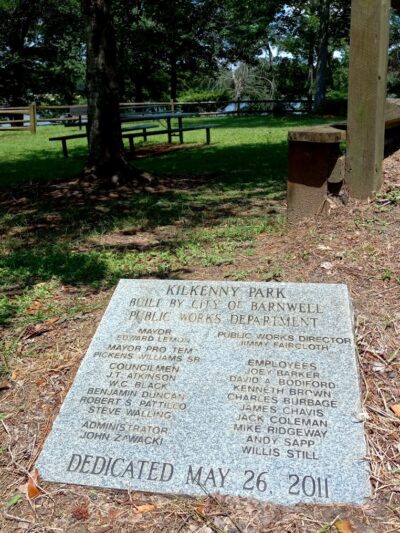 KILKENNY PARK
BUILT BY CITY OF BARNWELL
PUBLIC WORKS DEPARTMENT
MAYOR
EDWARD LEMON
MAYOR PRO TEM
PICKENS WILLIAMS SR.
COUNCILMEN
T. ATKINSON
W.C. BLACK
BENJAMIN DUNCAN
ROBERT S. PATTILLO
STEVE WALLING
ADMINISTRATOR
JOHN ZAWACKI
PUBLIC WORKS DIRECTOR
JIMMY FAIRCLOTH
EMPLOYEES
JOEY BARKER
DAVID A. BODIFORD
KENNETH BROWN
CHARLES BURBAGE
JAMES CHAVIS
JACK COLEMAN
MIKE RIDGEWAY
ANDY SAPP
WILLIS STILL
DEDICATED MAY 26, 2011